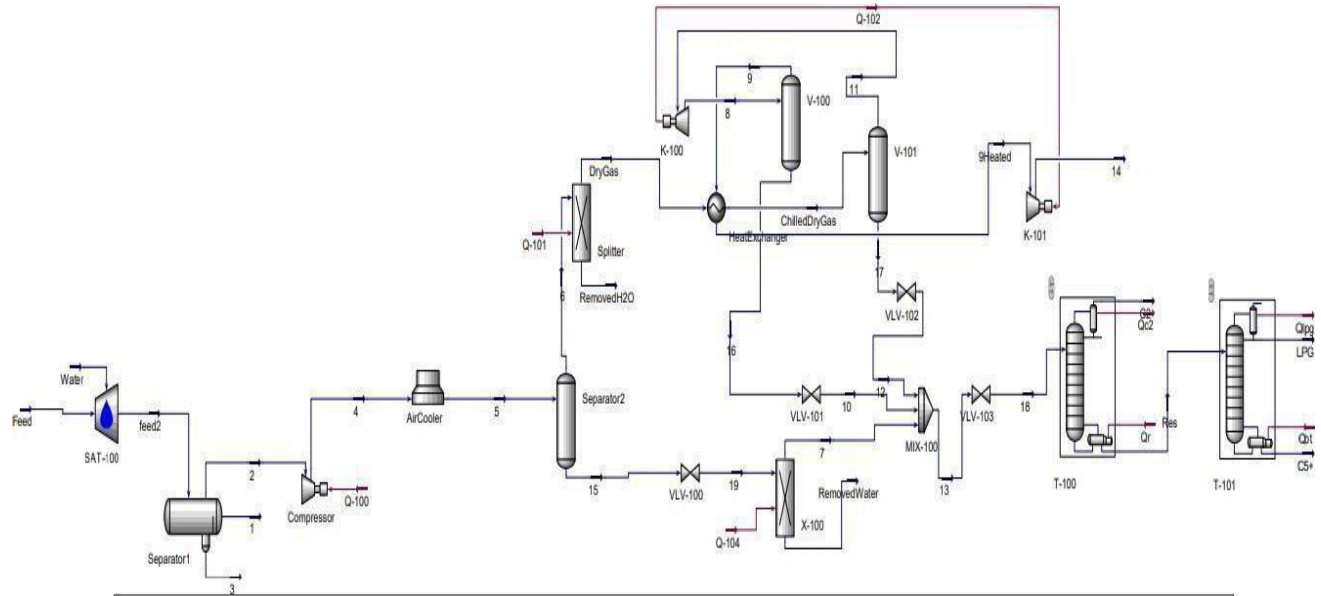 Q-102
9
V-100
11
8
K-100
V-101
9Heated
14
DryGas
ChilledDryGas
HeatExchanger
K-101
Q-101
Splitter
6
RemovedH2O
17
VLV-102
Qc2
Qlpg
LPG
16
12
Water
4
AirCooler
5
Separator2
VLV-101
10
VLV-103
18
Feed
feed2
MIX-100
Res
Qr
Qbt
SAT-100
2
7
C5+
15
VLV-100
19
RemovedWater
13
T-100
T-101
Q-100
Compressor
1
X-100
Separator1
Q-104
3